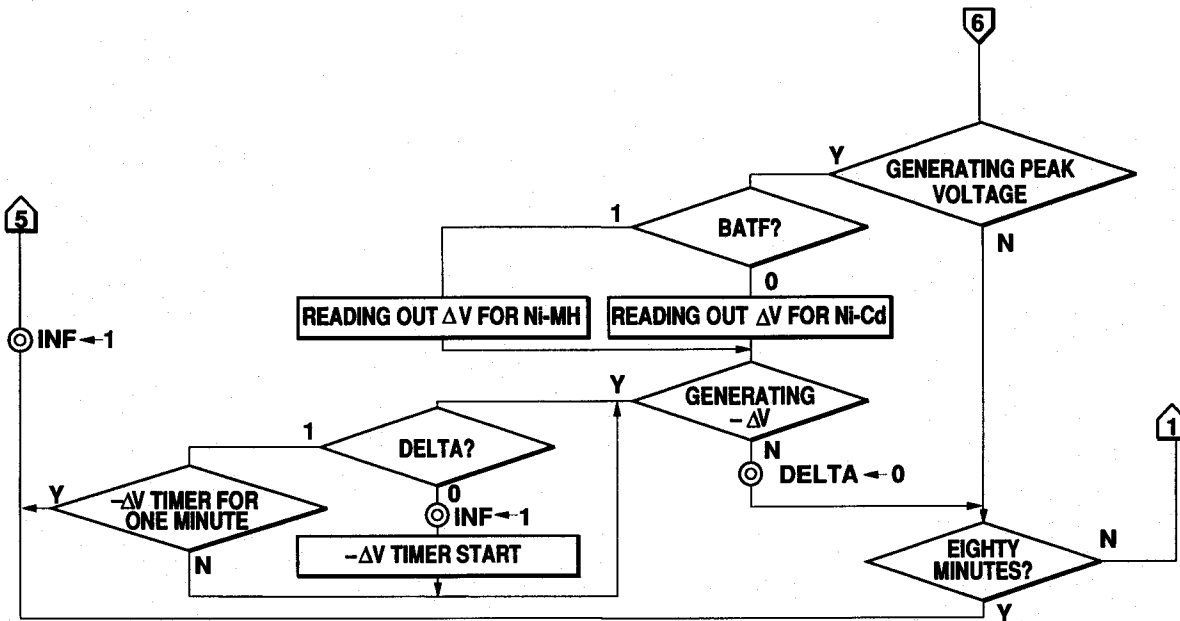 6
Y
GENERATING PEAK
VOLTAGE
N
5
1
BATF?
0
READING OUT ΔV FOR Ni-MH
READING OUT ΔV FOR Ni-Cd
INF←1
Y
GENERATING
-ΔV
N
DELTA←0
1
DELTA?
0
INF←1
Y
-ΔV TIMER FOR
ONE MINUTE
N
-ΔV TIMER START
1
EIGHTY
MINUTES?
N
Y